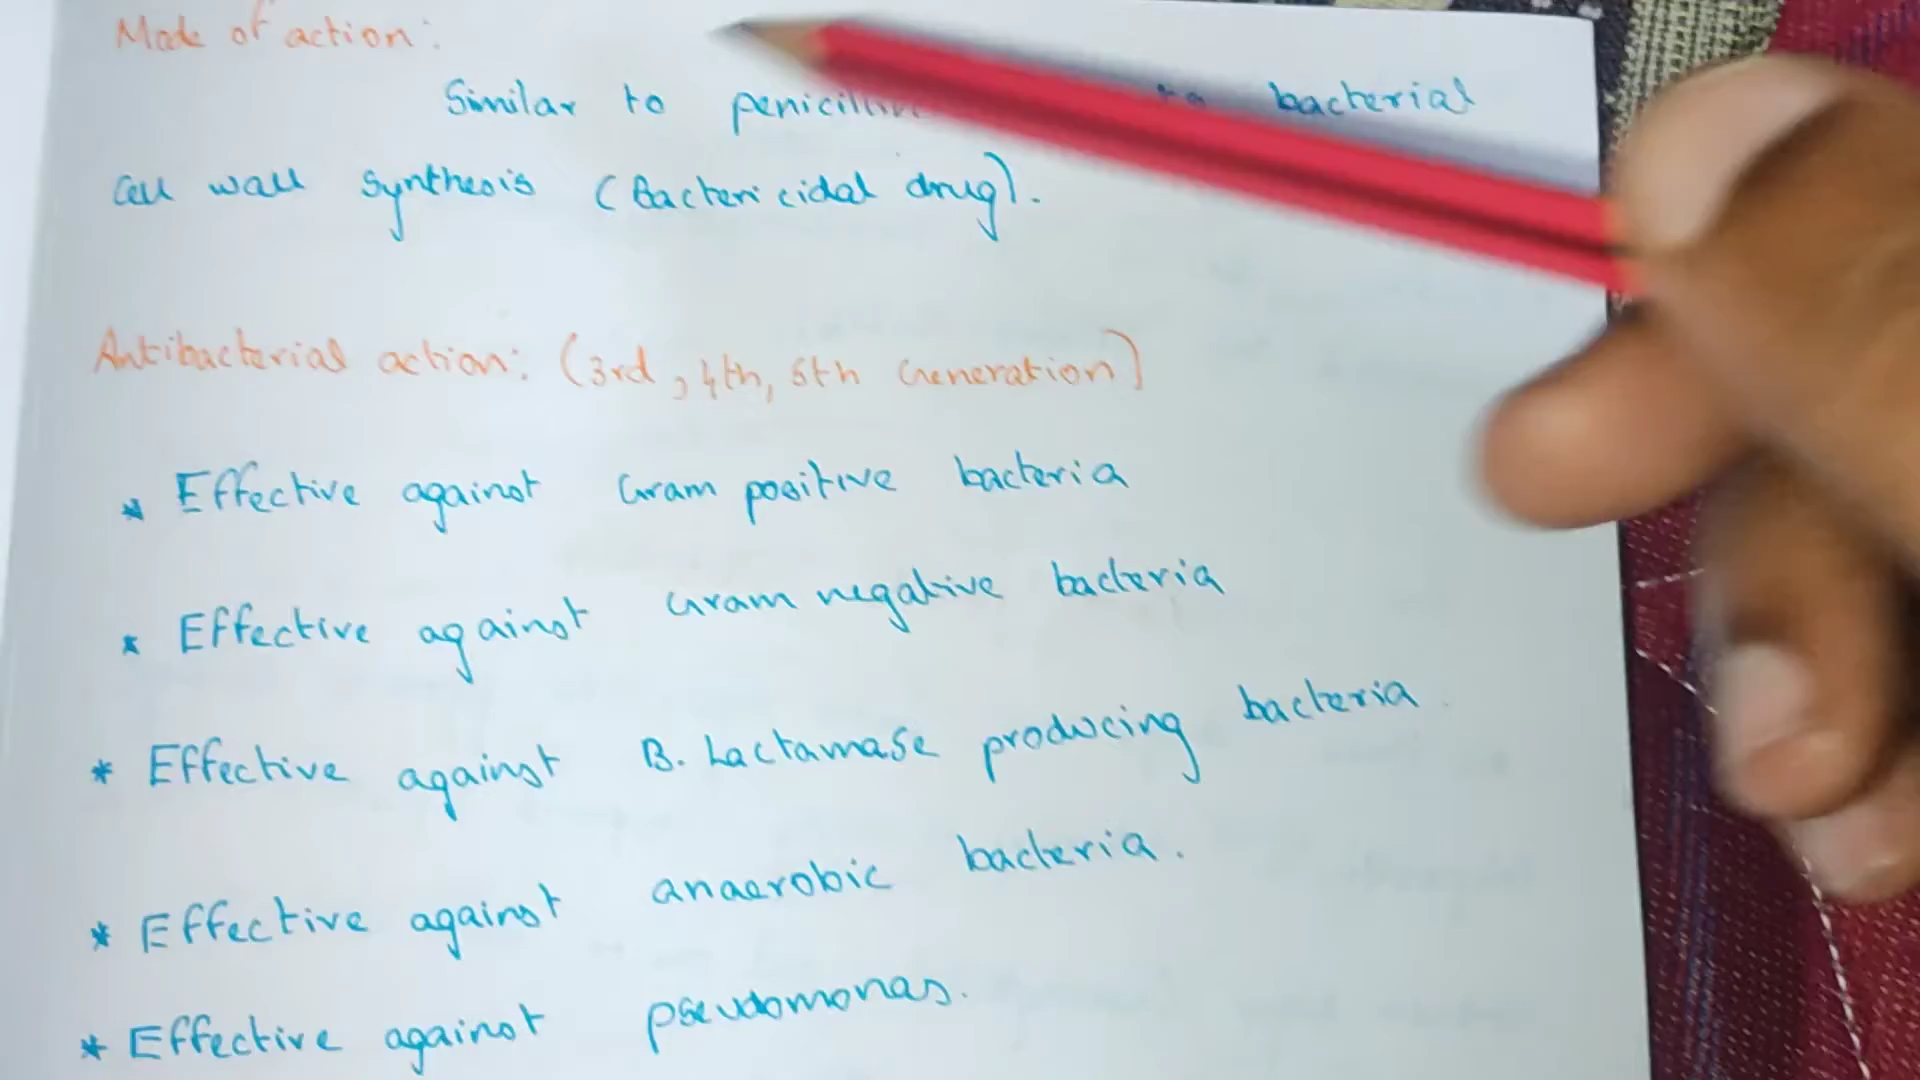 Mode of action:
Similar to penicillin bacterial
cell wall synthesis (Bactericidal drug).
Antibacterial action: (3rd, 4th, 5th Generation)
* Effective against Gram positive bacteria
* Effective against Gram negative bacteria
* Effective against B. Lactamase producing bacteria.
* Effective against anaerobic bacteria.
* Effective against pseudomonas.